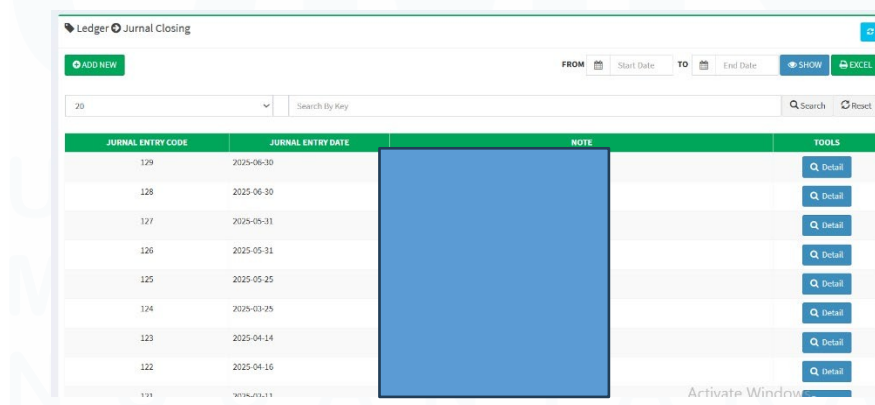 Ledger Jurnal Closing
ADD NEW FROM Start Date TO End Date SHOW EXCEL
20 Search By Key Search Reset
JURNAL ENTRY CODE JURNAL ENTRY DATE NOTE TOOLS
129 2025-06-30 Detail
128 2025-06-30 Detail
127 2025-05-31 Detail
126 2025-05-31 Detail
125 2025-05-25 Detail
124 2025-03-25 Detail
123 2025-04-14 Detail
122 2025-04-16 Detail
121
Activate Windows